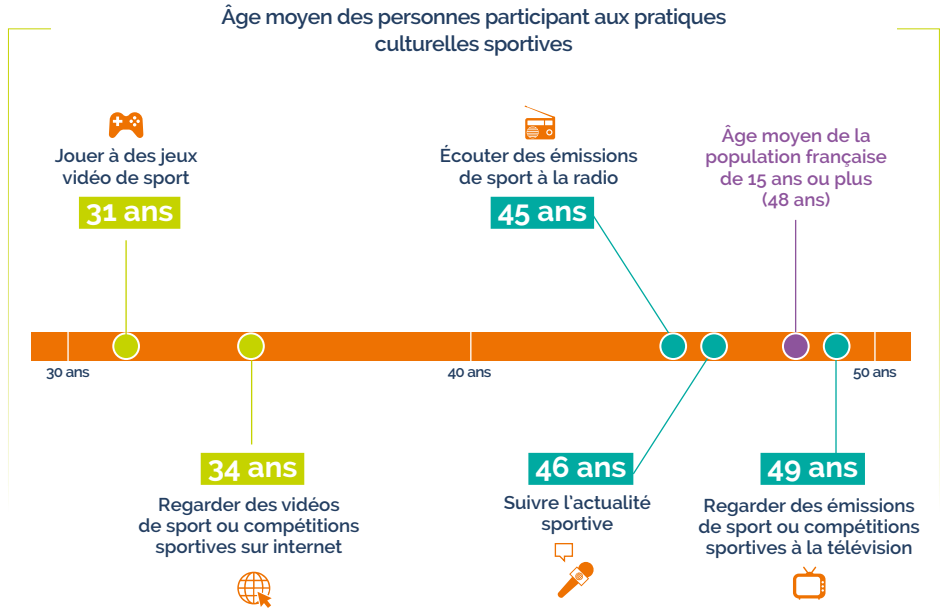 Âge moyen des personnes participant aux pratiques
culturelles sportives
Jouer à des jeux
vidéo de sport
31 ans
Écouter des émissions
de sport à la radio
45 ans
Âge moyen de la
population française
de 15 ans ou plus
(48 ans)
30 ans
40 ans
50 ans
34 ans
Regarder des vidéos
de sport ou compétitions
sportives sur internet
46 ans
Suivre l'actualité
sportive
49 ans
Regarder des émissions
de sport ou compétitions
sportives à la télévision